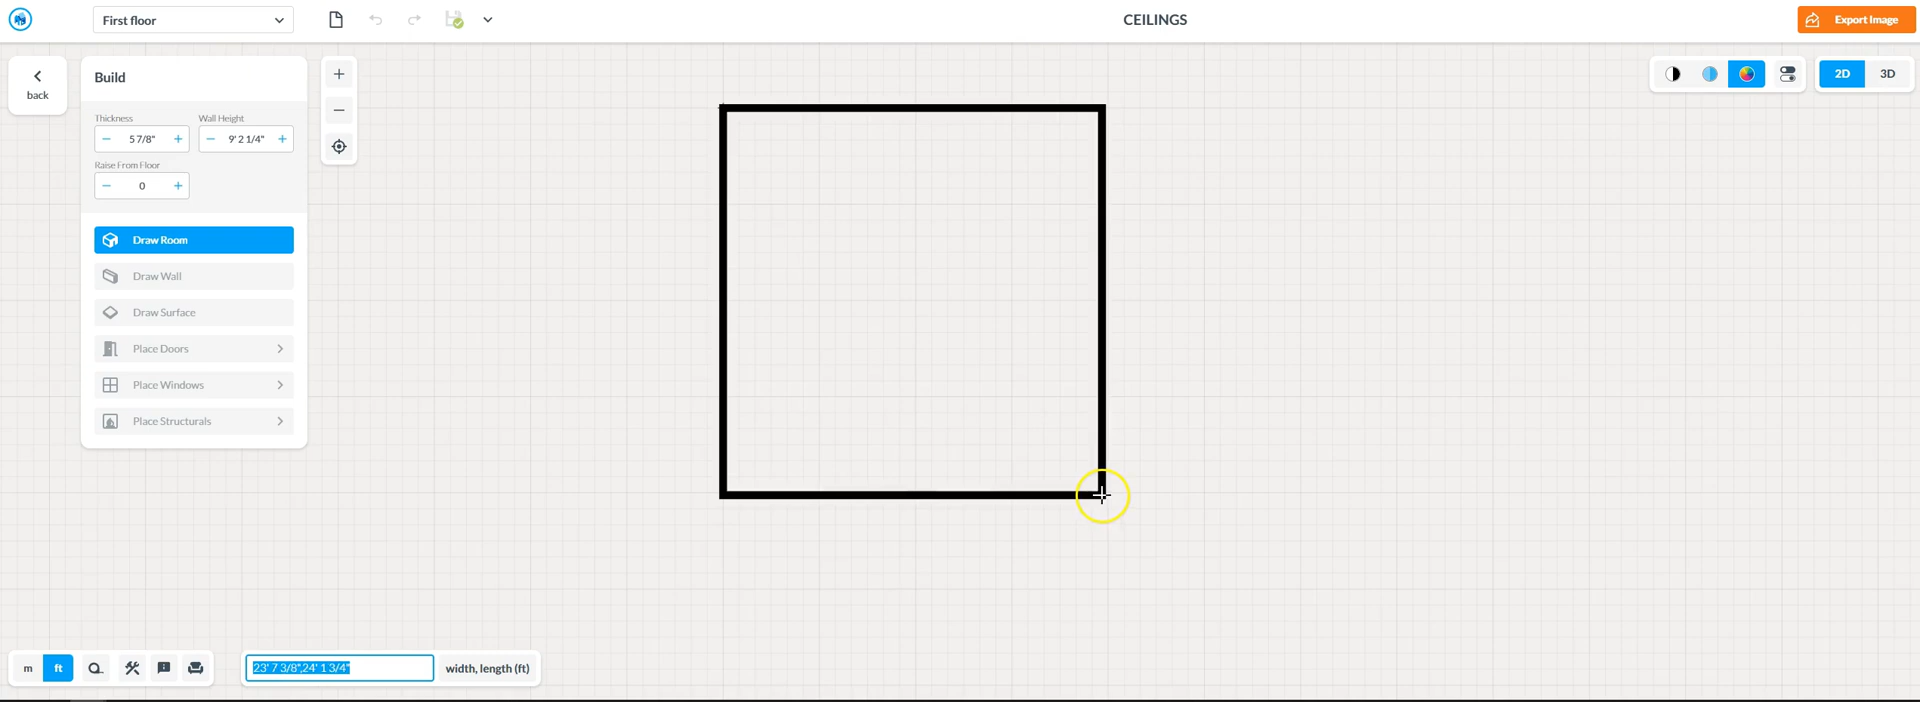 First floor
CEILINGS
Export Image
back
Build
2D
3D
Thickness
Wall Height
− 5 7/8" +
− 9' 2 1/4" +
Raise From Floor
− 0 +
Draw Room
Draw Wall
Draw Surface
Place Doors
Place Windows
Place Structurals
m
ft
23' 7 3/8",24' 1 3/4"
width, length (ft)